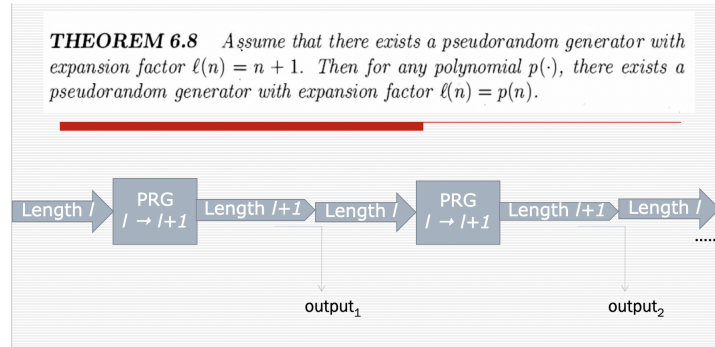 THEOREM 6.8 Assume that there exists a pseudorandom generator with
expansion factor ℓ(n) = n + 1. Then for any polynomial p(·), there exists a
pseudorandom generator with expansion factor ℓ(n) = p(n).
Length l
PRG
l → l+1
Length l+1
Length l
PRG
l → l+1
Length l+1
Length l
.....
output₁
output₂